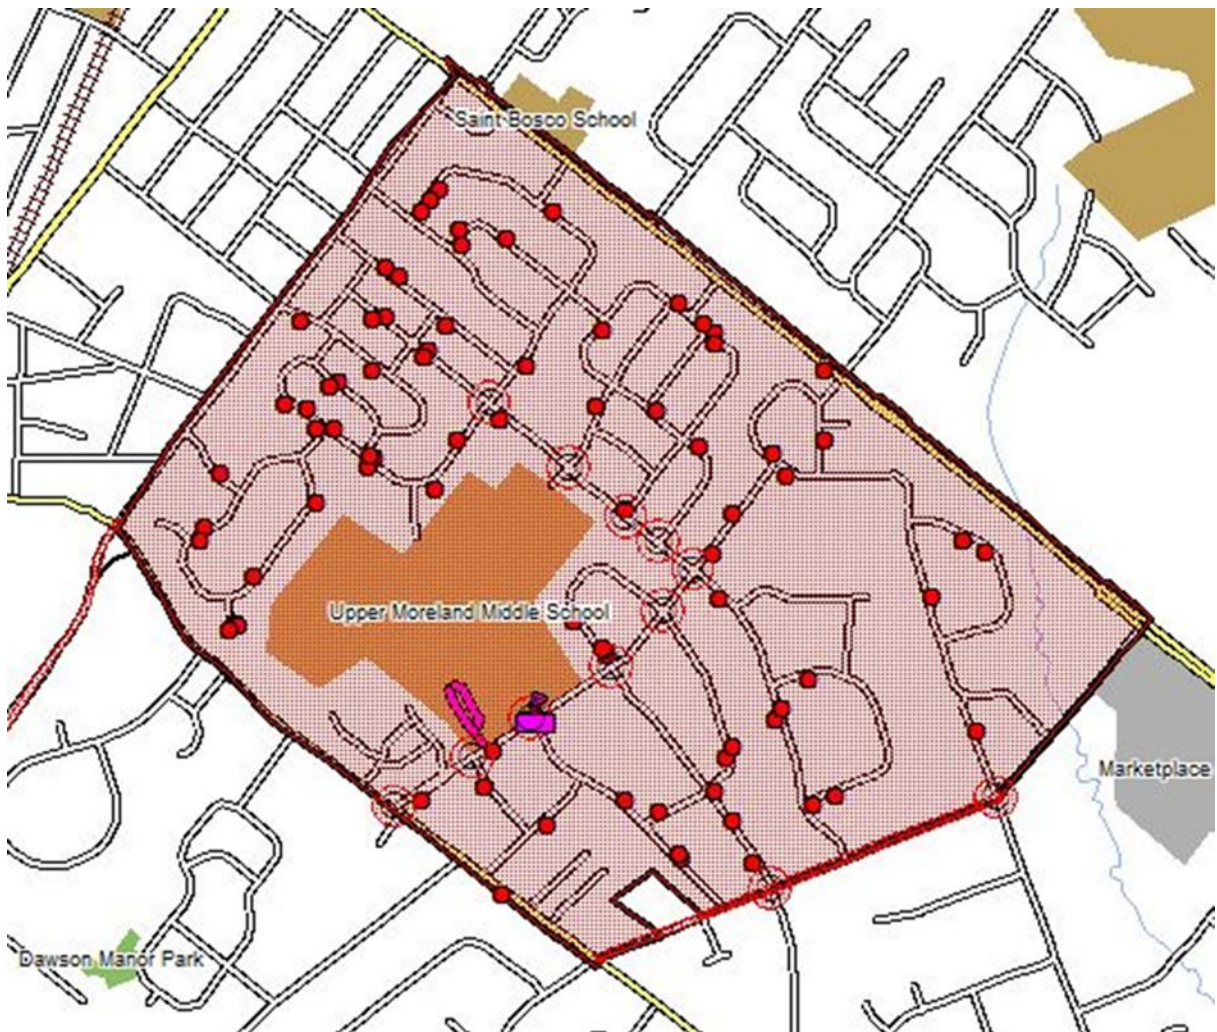 Saint Bosco School
Upper Moreland Middle School
Marketplace
Dawson Manor Park